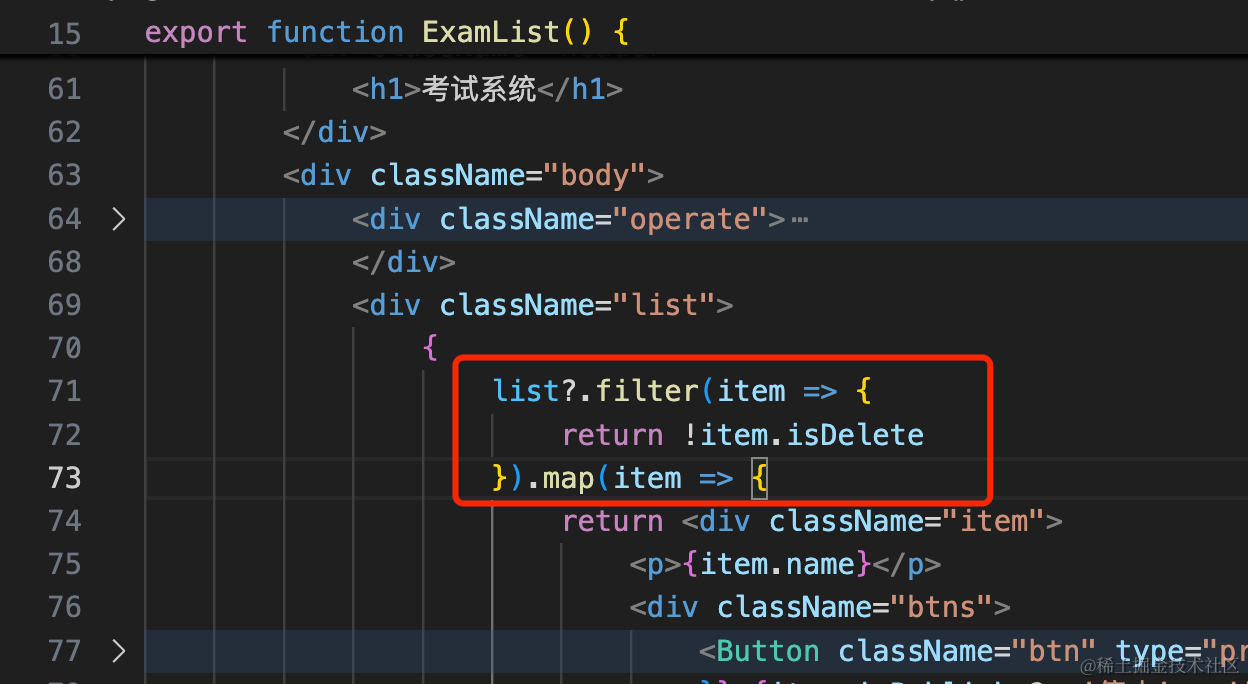 15 export function ExamList() {
61 <h1>考试系统</h1>
62 </div>
63 <div className="body">
64 > <div className="operate">⋯
68 </div>
69 <div className="list">
70 {
71 list?.filter(item => {
72 return !item.isDelete
73 }).map(item => {
74 return <div className="item">
75 <p>{item.name}</p>
76 <div className="btns">
77 > <Button className="btn" type="pr
@稀土掘金技术社区